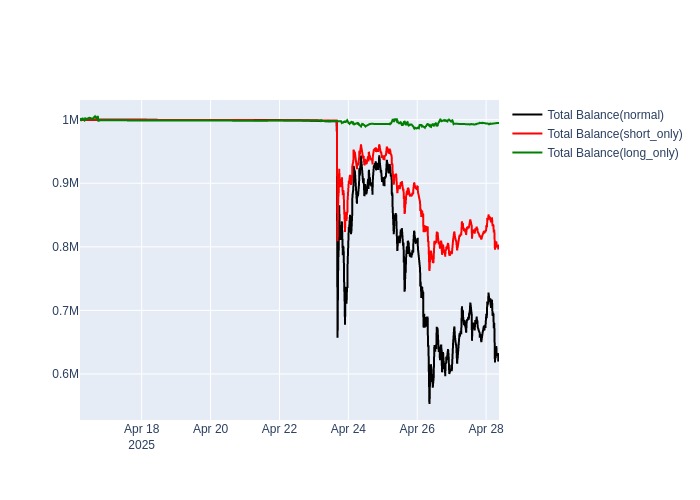 1M
0.9M
0.8M
0.7M
0.6M
Apr 18
2025
Apr 20
Apr 22
Apr 24
Apr 26
Apr 28
Total Balance(normal)
Total Balance(short_only)
Total Balance(long_only)